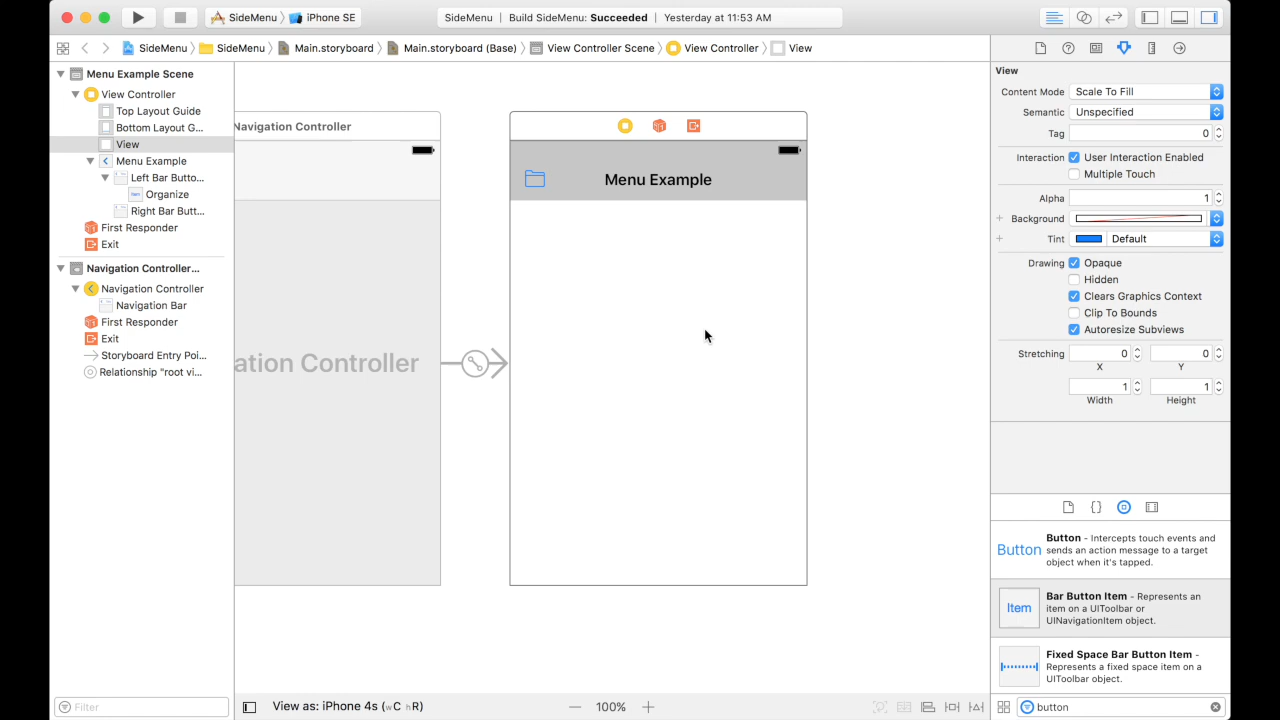 SideMenu iPhone SE SideMenu Build SideMenu: Succeeded Yesterday at 11:53 AM
SideMenu SideMenu Main.storyboard Main.storyboard (Base) View Controller Scene View Controller View
Menu Example Scene
View Controller
Top Layout Guide
Bottom Layout G...
View
Menu Example
Left Bar Butto...
Organize
Right Bar Butt...
First Responder
Exit
Navigation Controller...
Navigation Controller
Navigation Bar
First Responder
Exit
Storyboard Entry Poi...
Relationship "root vi...
Filter
Navigation Controller
ation Controller
Menu Example
View as: iPhone 4s (wC hR)
100%
View
Content Mode Scale To Fill
Semantic Unspecified
Tag 0
Interaction User Interaction Enabled
Multiple Touch
Alpha 1
Background
Tint Default
Drawing Opaque
Hidden
Clears Graphics Context
Clip To Bounds
Autoresize Subviews
Stretching 0 0
X Y
1 1
Width Height
Button
Button - Intercepts touch events and
sends an action message to a target
object when it's tapped.
Item
Bar Button Item - Represents an
item on a UIToolbar or
UINavigationItem object.
Fixed Space Bar Button Item -
Represents a fixed space item on a
UIToolbar object.
button